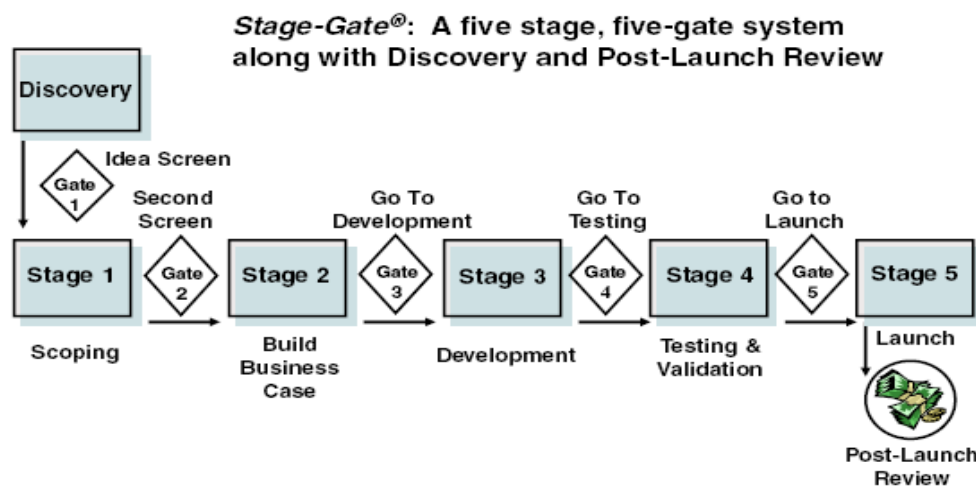 Stage-Gate®: A five stage, five-gate system
along with Discovery and Post-Launch Review
Discovery
Idea Screen
Gate
1
Second
Screen
Go To
Development
Go To
Testing
Go to
Launch
Stage 1
Gate
2
Stage 2
Gate
3
Stage 3
Gate
4
Stage 4
Gate
5
Stage 5
Scoping
Build
Business
Case
Development
Testing &
Validation
Launch
Post-Launch
Review